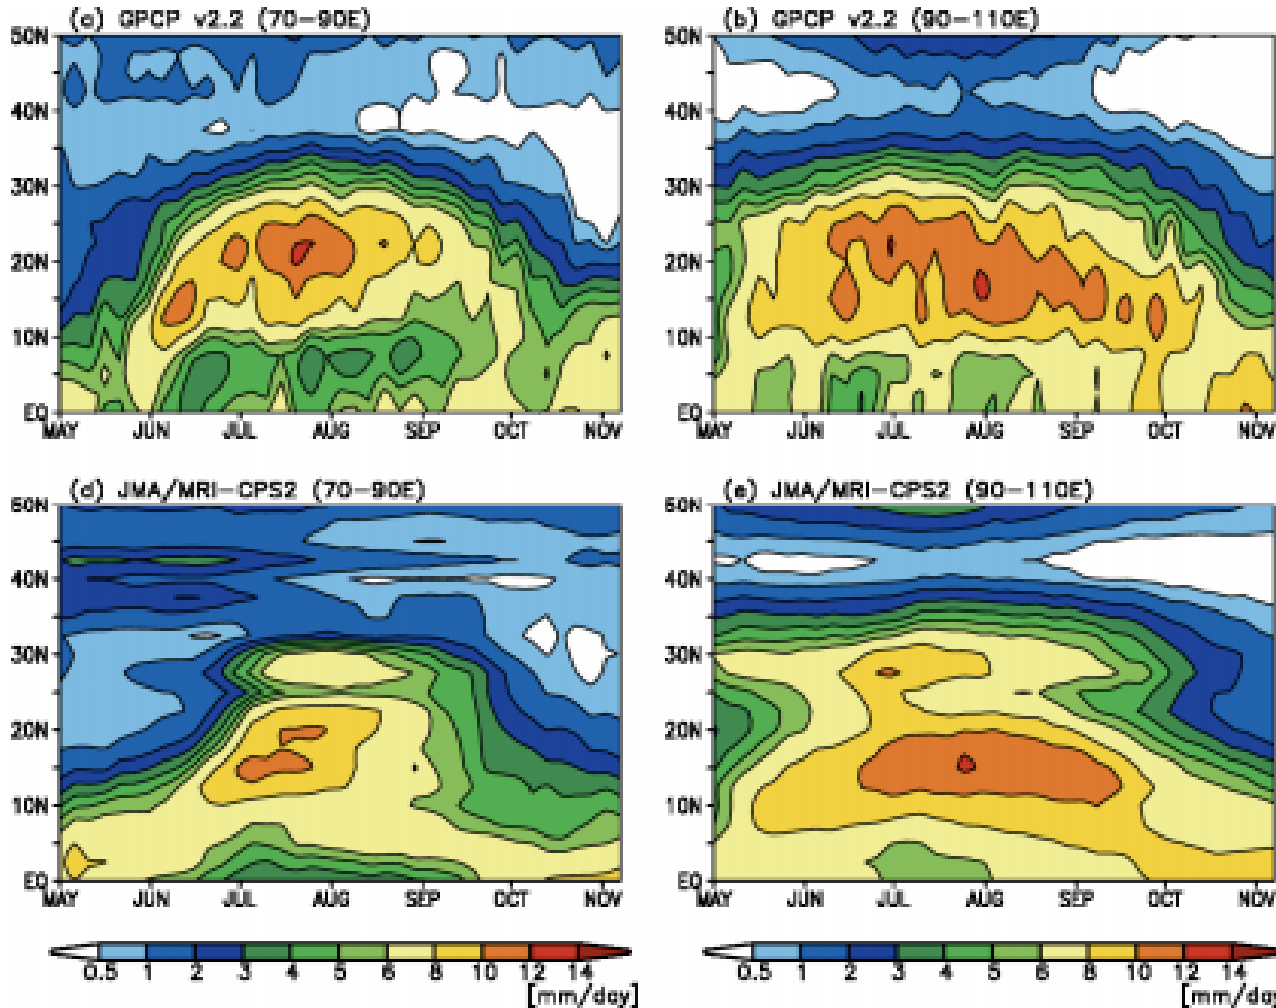 (a) GPCP v2.2 (70-90E)
(b) GPCP v2.2 (90-110E)
50N
40N
30N
20N
10N
EQ
MAY JUN JUL AUG SEP OCT NOV
50N
40N
30N
20N
10N
EQ
MAY JUN JUL AUG SEP OCT NOV
(d) JMA/MRI-CPS2 (70-90E)
(e) JMA/MRI-CPS2 (90-110E)
50N
40N
30N
20N
10N
EQ
MAY JUN JUL AUG SEP OCT NOV
50N
40N
30N
20N
10N
EQ
MAY JUN JUL AUG SEP OCT NOV
0.5 1 2 3 4 5 6 8 10 12 14
[mm/day]
0.5 1 2 3 4 5 6 8 10 12 14
[mm/day